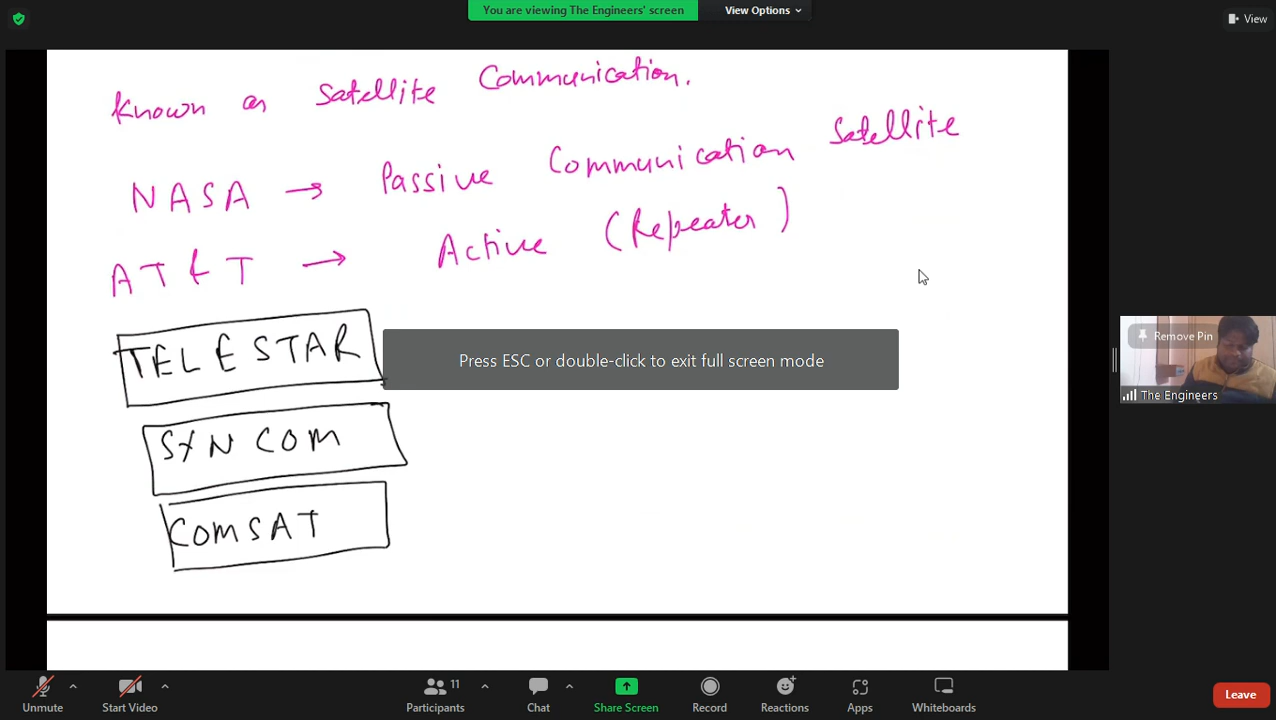 You are viewing The Engineers' screen
View Options
View
Known as Satellite Communication.
NASA → Passive Communication Satellite
AT & T → Active (Repeater)
TELESTAR
Press ESC or double-click to exit full screen mode
SYNCOM
COMSAT
Remove Pin
The Engineers
Unmute
Start Video
Participants 11
Chat
Share Screen
Record
Reactions
Apps
Whiteboards
Leave